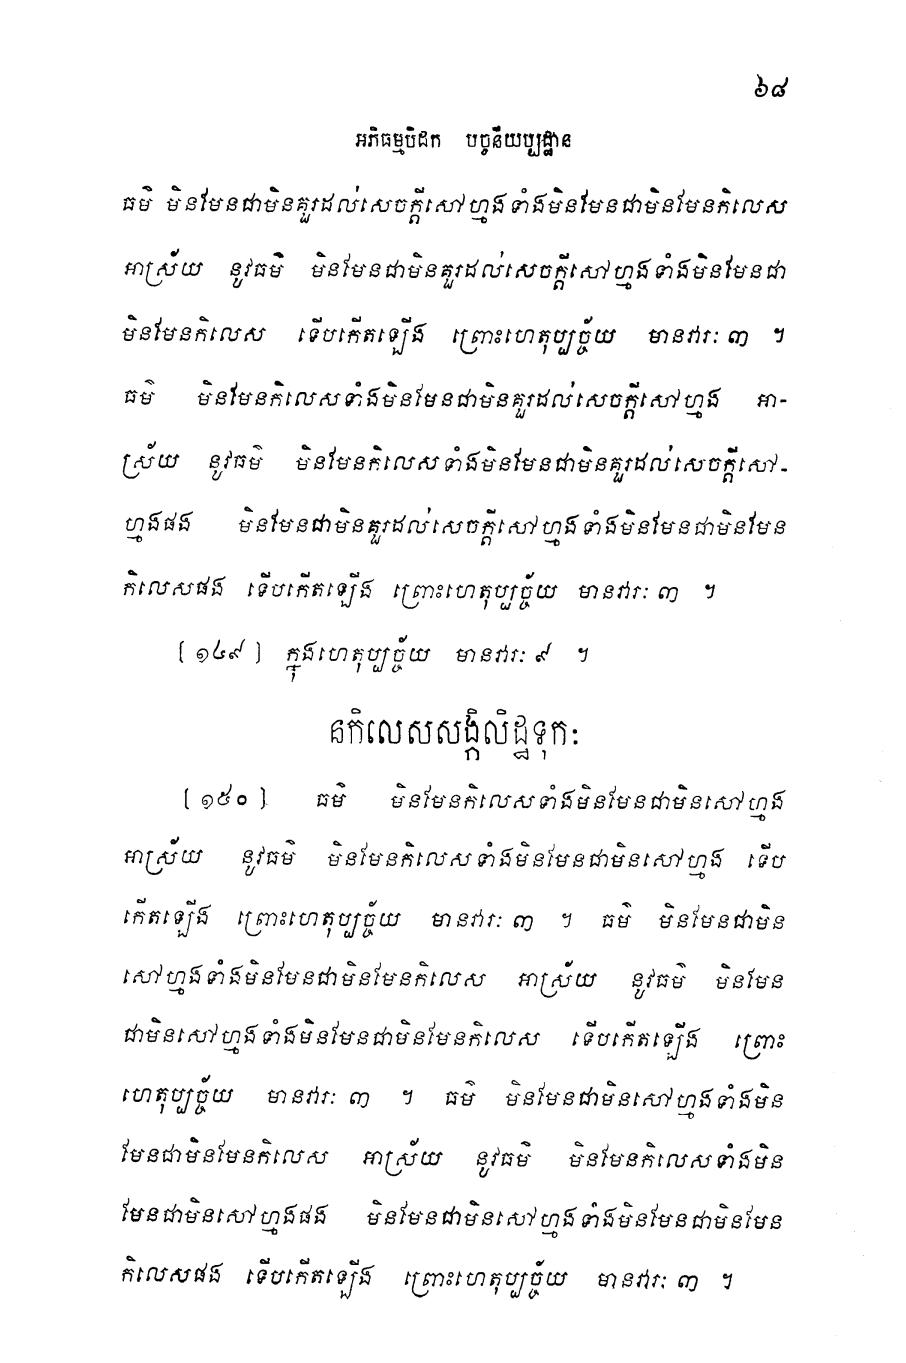 ៦៨
អភិធម្មបិដក បច្ចនីយប្បដ្ឋាន
ធម៌ មិនមែនជាមិនគួរដល់សេចក្តីសៅហ្មងទាំងមិនមែនជាមិនមែនកិលេស
អាស្រ័យ នូវធម៌ មិនមែនជាមិនគួរដល់សេចក្តីសៅហ្មងទាំងមិនមែនជា
មិនមែនកិលេស ទើបកើតឡើង ព្រោះហេតុប្បច្ច័យ មានវារៈ ៣ ។
ធម៌ មិនមែនកិលេសទាំងមិនមែនជាមិនគួរដល់សេចក្តីសៅហ្មង អា-
ស្រ័យ នូវធម៌ មិនមែនកិលេសទាំងមិនមែនជាមិនគួរដល់សេចក្តីសៅ-
ហ្មងផង មិនមែនជាមិនគួរដល់សេចក្តីសៅហ្មងទាំងមិនមែនជាមិនមែន
កិលេសផង ទើបកើតឡើង ព្រោះហេតុប្បច្ច័យ មានវារៈ ៣ ។
[១៤៩] ក្នុងហេតុប្បច្ច័យ មានវារៈ ៩ ។
នកិលេសសង្កិលិដ្ឋទុកៈ
[១៥០] ធម៌ មិនមែនកិលេសទាំងមិនមែនជាមិនសៅហ្មង
អាស្រ័យ នូវធម៌ មិនមែនកិលេសទាំងមិនមែនជាមិនសៅហ្មង ទើប
កើតឡើង ព្រោះហេតុប្បច្ច័យ មានវារៈ ៣ ។ ធម៌ មិនមែនជាមិន
សៅហ្មងទាំងមិនមែនជាមិនមែនកិលេស អាស្រ័យ នូវធម៌ មិនមែន
ជាមិនសៅហ្មងទាំងមិនមែនជាមិនមែនកិលេស ទើបកើតឡើង ព្រោះ
ហេតុប្បច្ច័យ មានវារៈ ៣ ។ ធម៌ មិនមែនជាមិនសៅហ្មងទាំងមិន
មែនជាមិនមែនកិលេស អាស្រ័យ នូវធម៌ មិនមែនកិលេសទាំងមិន
មែនជាមិនសៅហ្មងផង មិនមែនជាមិនសៅហ្មងទាំងមិនមែនជាមិនមែន
កិលេសផង ទើបកើតឡើង ព្រោះហេតុប្បច្ច័យ មានវារៈ ៣ ។